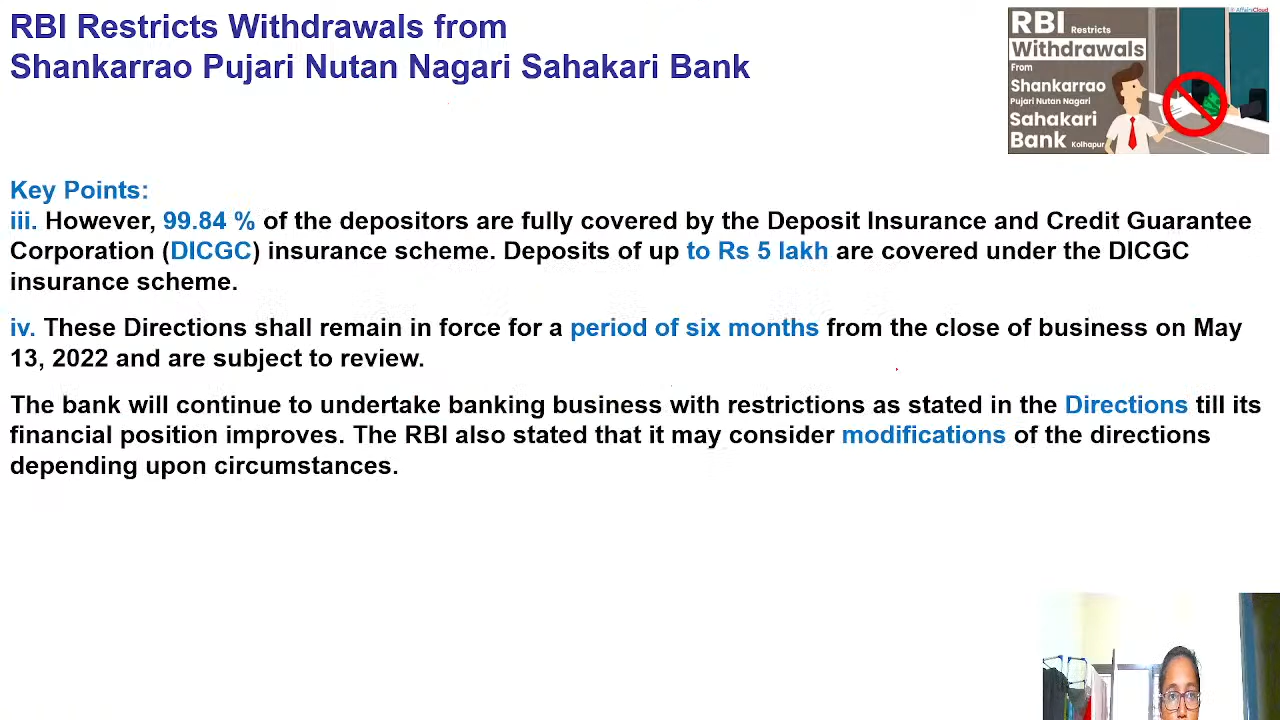 RBI Restricts Withdrawals from
Shankarrao Pujari Nutan Nagari Sahakari Bank
AffairsCloud
RBI Restricts
Withdrawals
From
Shankarrao
Pujari Nutan Nagari
Sahakari
Bank Kolhapur
Key Points:
iii. However, 99.84 % of the depositors are fully covered by the Deposit Insurance and Credit Guarantee
Corporation (DICGC) insurance scheme. Deposits of up to Rs 5 lakh are covered under the DICGC
insurance scheme.
iv. These Directions shall remain in force for a period of six months from the close of business on May
13, 2022 and are subject to review.
The bank will continue to undertake banking business with restrictions as stated in the Directions till its
financial position improves. The RBI also stated that it may consider modifications of the directions
depending upon circumstances.